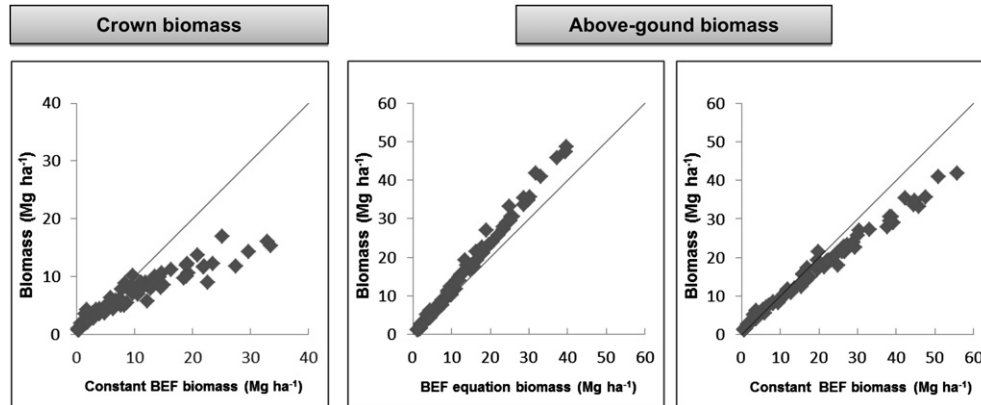 Crown biomass
Above-gound biomass
Biomass (Mg ha-1)
40
30
20
10
0
0 10 20 30 40
Constant BEF biomass (Mg ha-1)
Biomass (Mg ha-1)
60
50
40
30
20
10
0
0 10 20 30 40 50 60
BEF equation biomass (Mg ha-1)
Biomass (Mg ha-1)
60
50
40
30
20
10
0
0 10 20 30 40 50 60
Constant BEF biomass (Mg ha-1)